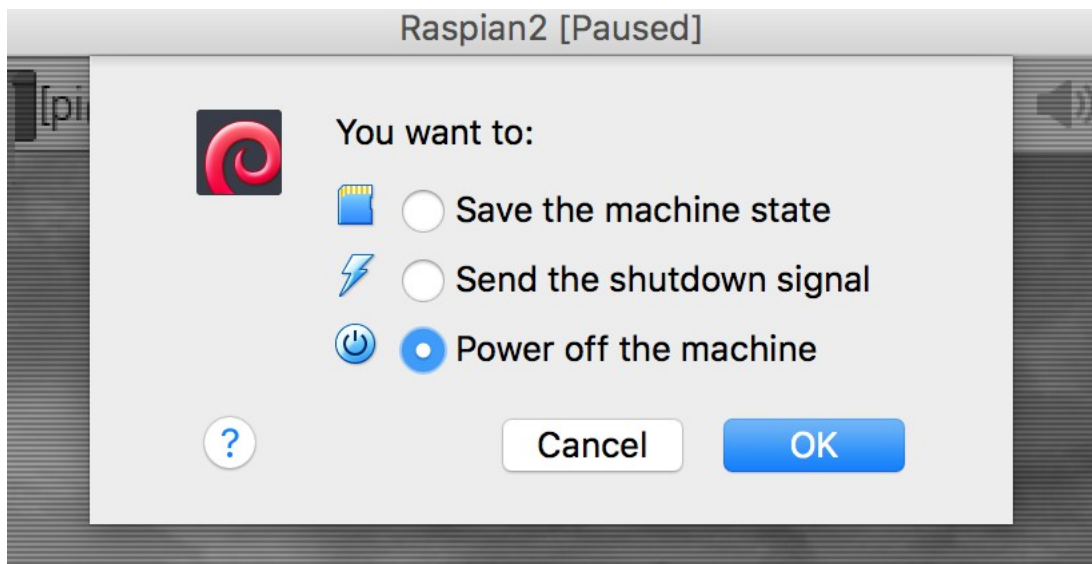 Raspian2 [Paused]
[pi
You want to:
Save the machine state
Send the shutdown signal
Power off the machine
?
Cancel
OK